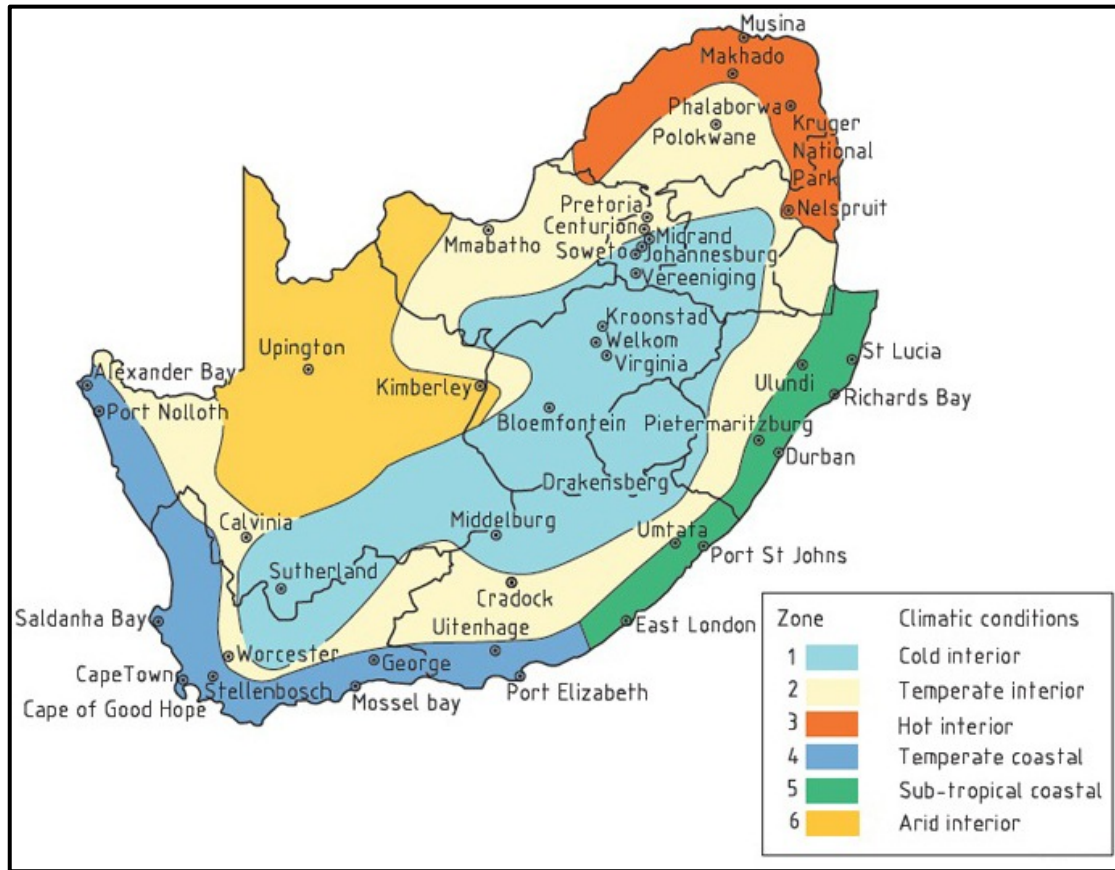 Musina
Makhado
Phalaborwa
Kruger
National
Park
Polokwane
Nelspruit
Pretoria
Centurion
Midrand
Soweto
Johannesburg
Vereeniging
Mmabatho
Kroonstad
Welkom
Virginia
Upington
Kimberley
Bloemfontein
St Lucia
Ulundi
Richards Bay
Pietermaritzburg
Durban
Alexander Bay
Port Nolloth
Drakensberg
Calvinia
Middelburg
Umtata
Port St Johns
Sutherland
Cradock
Saldanha Bay
Uitenhage
East London
Worcester
George
CapeTown
Stellenbosch
Mossel bay
Port Elizabeth
Cape of Good Hope
Zone Climatic conditions
1 Cold interior
2 Temperate interior
3 Hot interior
4 Temperate coastal
5 Sub-tropical coastal
6 Arid interior